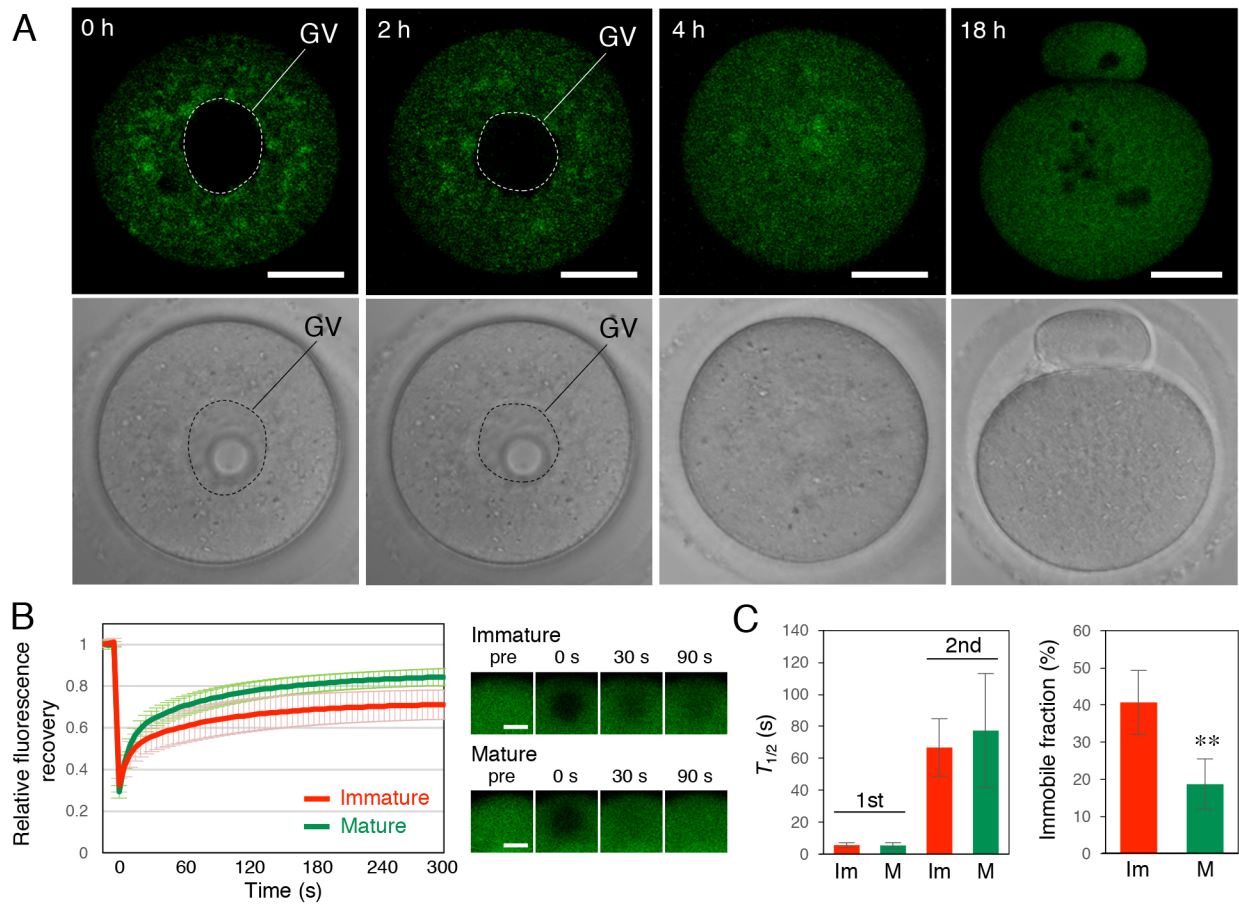 A
0 h
GV
2 h
GV
4 h
18 h
GV
GV
B
Relative fluorescence
recovery
1
0.8
0.6
0.4
0.2
0
0 60 120 180 240 300
Time (s)
Immature
Mature
Immature
pre 0 s 30 s 90 s
Mature
pre 0 s 30 s 90 s
C
T1/2 (s)
140
120
100
80
60
40
20
0
1st
2nd
Im M Im M
Immobile fraction (%)
60
50
40
30
20
10
0
**
Im M